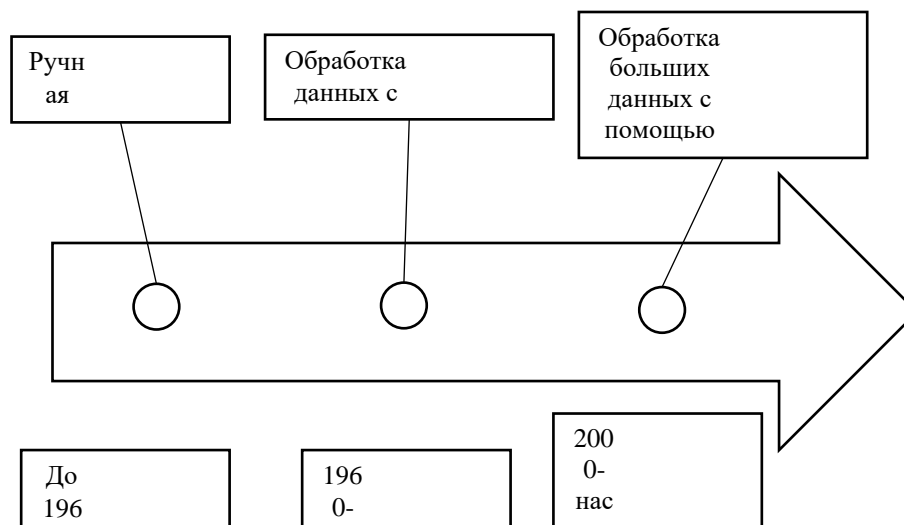 Ручн
ая
Обработка
данных с
Обработка
больших
данных с
помощью
До
196
196
0-
200
0-
нас